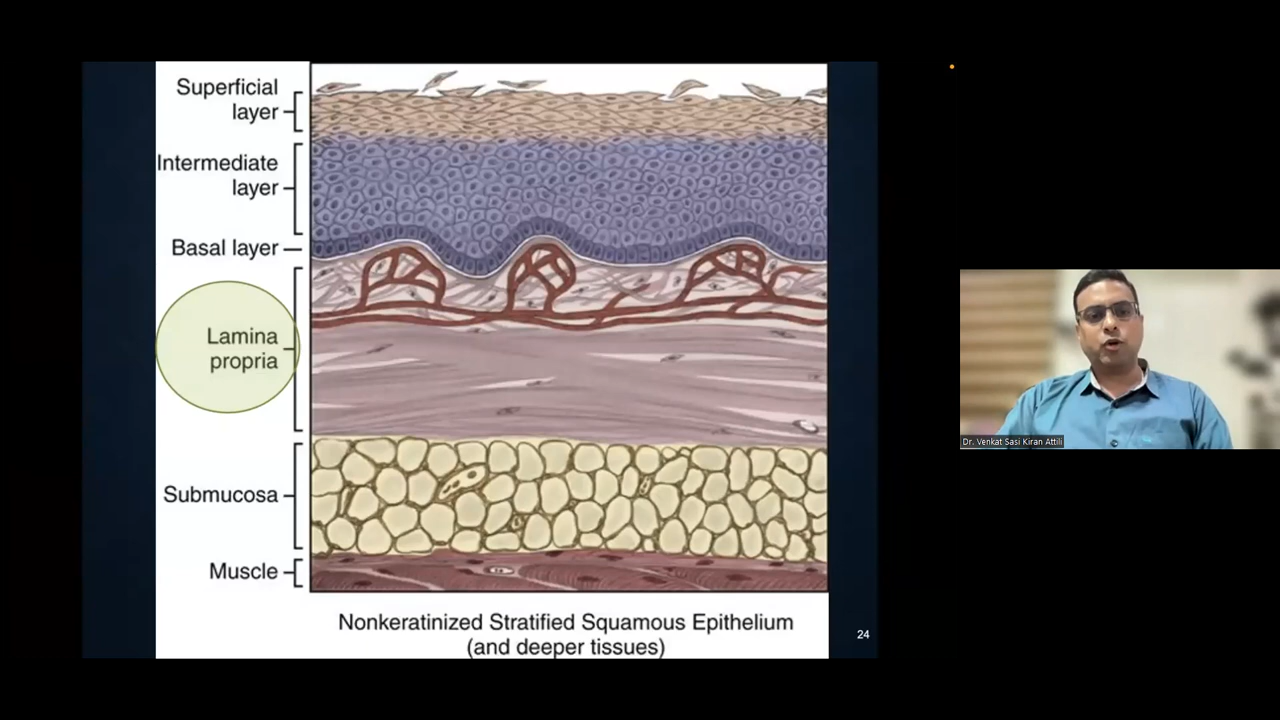 Superficial
layer
Intermediate
layer
Basal layer
Lamina
propria
Submucosa
Muscle
Nonkeratinized Stratified Squamous Epithelium
(and deeper tissues)
24
Dr. Venkat Sasi Kiran Attili